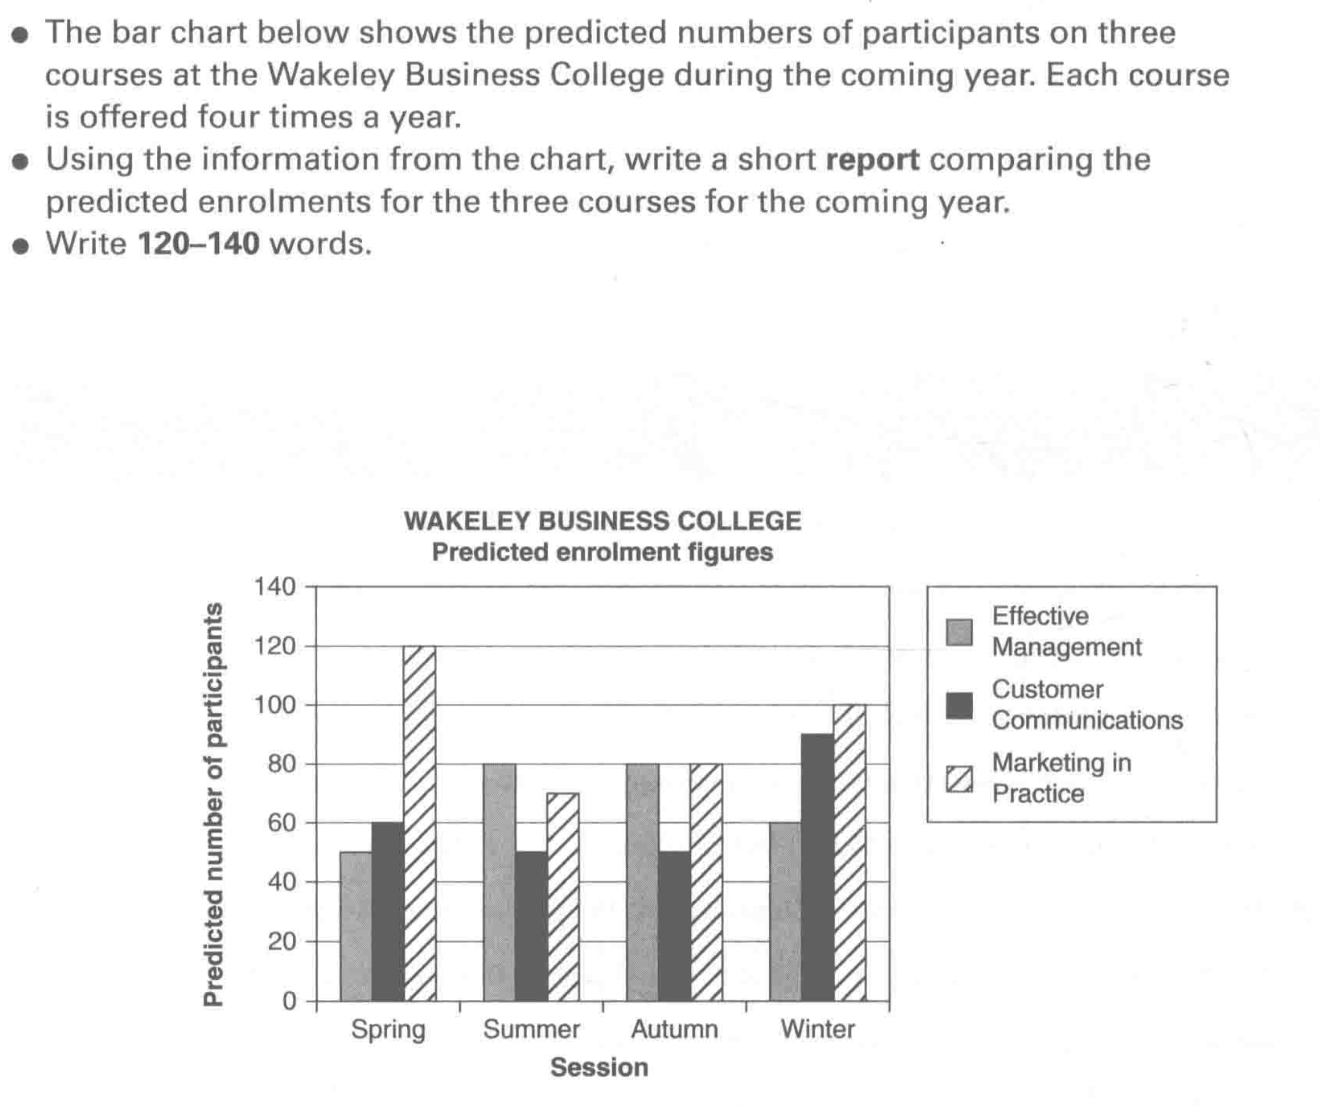 ● The bar chart below shows the predicted numbers of participants on three
courses at the Wakeley Business College during the coming year. Each course
is offered four times a year.
● Using the information from the chart, write a short report comparing the
predicted enrolments for the three courses for the coming year.
● Write 120–140 words.
WAKELEY BUSINESS COLLEGE
Predicted enrolment figures
Predicted number of participants
140
120
100
80
60
40
20
0
Spring
Summer
Autumn
Winter
Session
Effective
Management
Customer
Communications
Marketing in
Practice